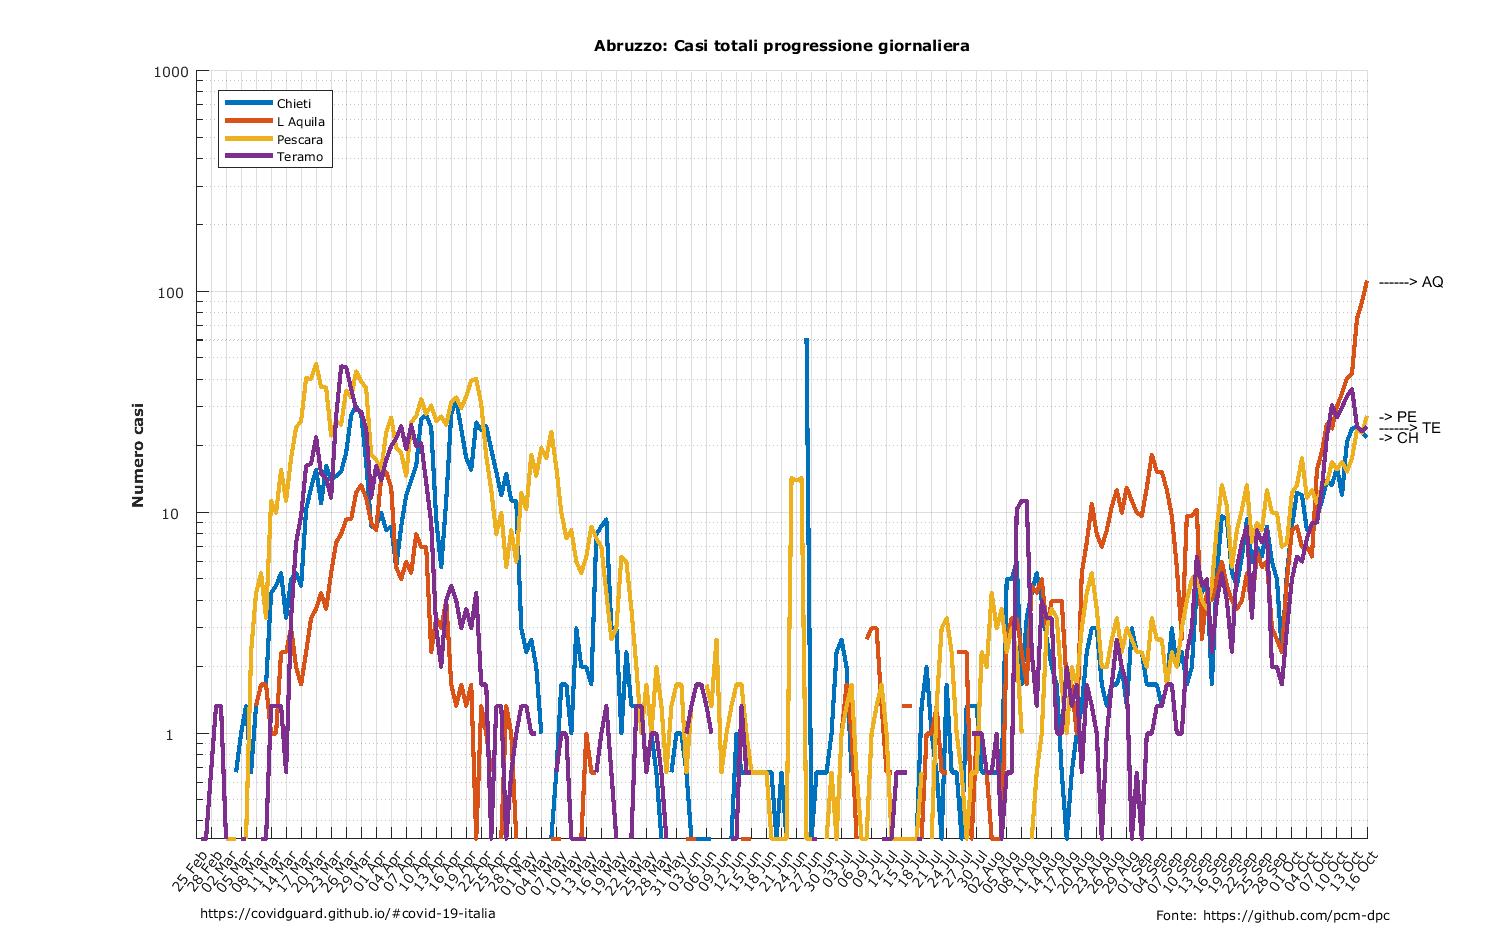 Abruzzo: Casi totali progressione giornaliera
1000
100
10
1
Numero casi
Chieti
L Aquila
Pescara
Teramo
------> AQ
-> PE
------> TE
-> CH
25 Feb
28 Feb
02 Mar
05 Mar
08 Mar
11 Mar
14 Mar
17 Mar
20 Mar
23 Mar
26 Mar
29 Mar
01 Apr
04 Apr
07 Apr
10 Apr
13 Apr
16 Apr
19 Apr
22 Apr
25 Apr
28 Apr
01 May
04 May
07 May
10 May
13 May
16 May
19 May
22 May
25 May
28 May
31 May
03 Jun
06 Jun
09 Jun
12 Jun
15 Jun
18 Jun
21 Jun
24 Jun
27 Jun
30 Jun
03 Jul
06 Jul
09 Jul
12 Jul
15 Jul
18 Jul
21 Jul
24 Jul
27 Jul
30 Jul
02 Aug
05 Aug
08 Aug
11 Aug
14 Aug
17 Aug
20 Aug
23 Aug
26 Aug
29 Aug
01 Sep
04 Sep
07 Sep
10 Sep
13 Sep
16 Sep
19 Sep
22 Sep
25 Sep
28 Sep
01 Oct
04 Oct
07 Oct
10 Oct
13 Oct
16 Oct
https://covidguard.github.io/#covid-19-italia
Fonte: https://github.com/pcm-dpc